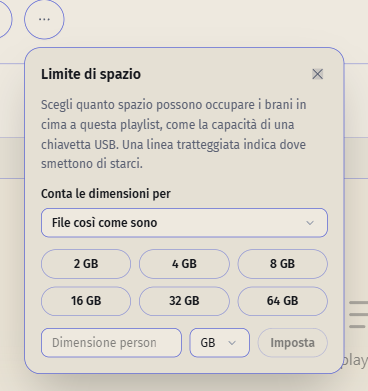 ...
Limite di spazio
Scegli quanto spazio possono occupare i brani in
cima a questa playlist, come la capacità di una
chiavetta USB. Una linea tratteggiata indica dove
smettono di starci.
Conta le dimensioni per
File così come sono
2 GB 4 GB 8 GB
16 GB 32 GB 64 GB
Dimensione person GB Imposta
play